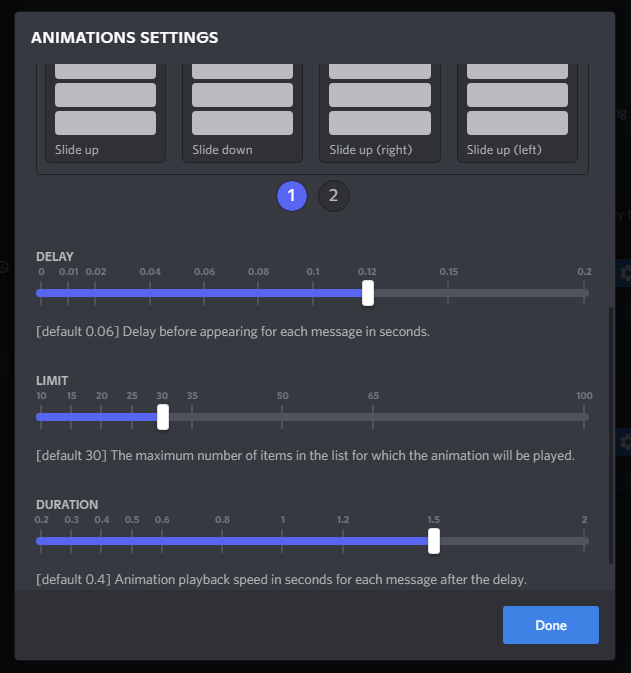 ANIMATIONS SETTINGS
Slide up
Slide down
Slide up (right)
Slide up (left)
1 2
DELAY
0 0.01 0.02 0.04 0.06 0.08 0.1 0.12 0.15 0.2
[default 0.06] Delay before appearing for each message in seconds.
LIMIT
10 15 20 25 30 35 50 65 100
[default 30] The maximum number of items in the list for which the animation will be played.
DURATION
0.2 0.3 0.4 0.5 0.6 0.8 1 1.2 1.5 2
[default 0.4] Animation playback speed in seconds for each message after the delay.
Done